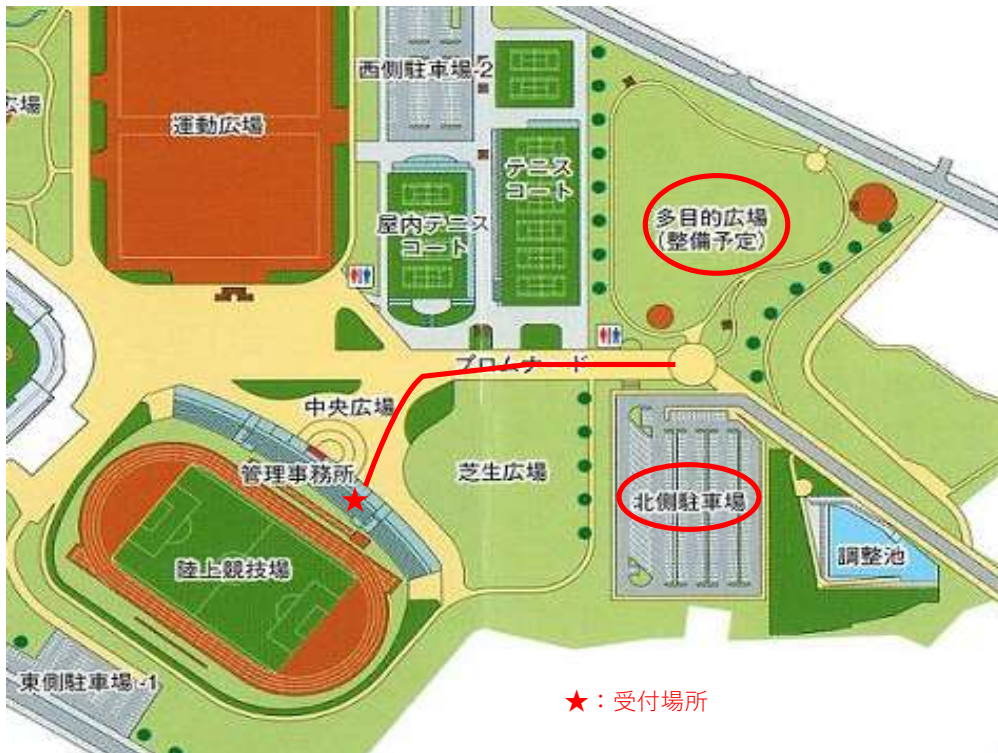 西側駐車場-2
広場
運動広場
テニス
コート
屋内テニス
コート
多目的広場
(整備予定)
プロムナード
中央広場
管理事務所
芝生広場
北側駐車場
調整池
陸上競技場
東側駐車場-1
★：受付場所